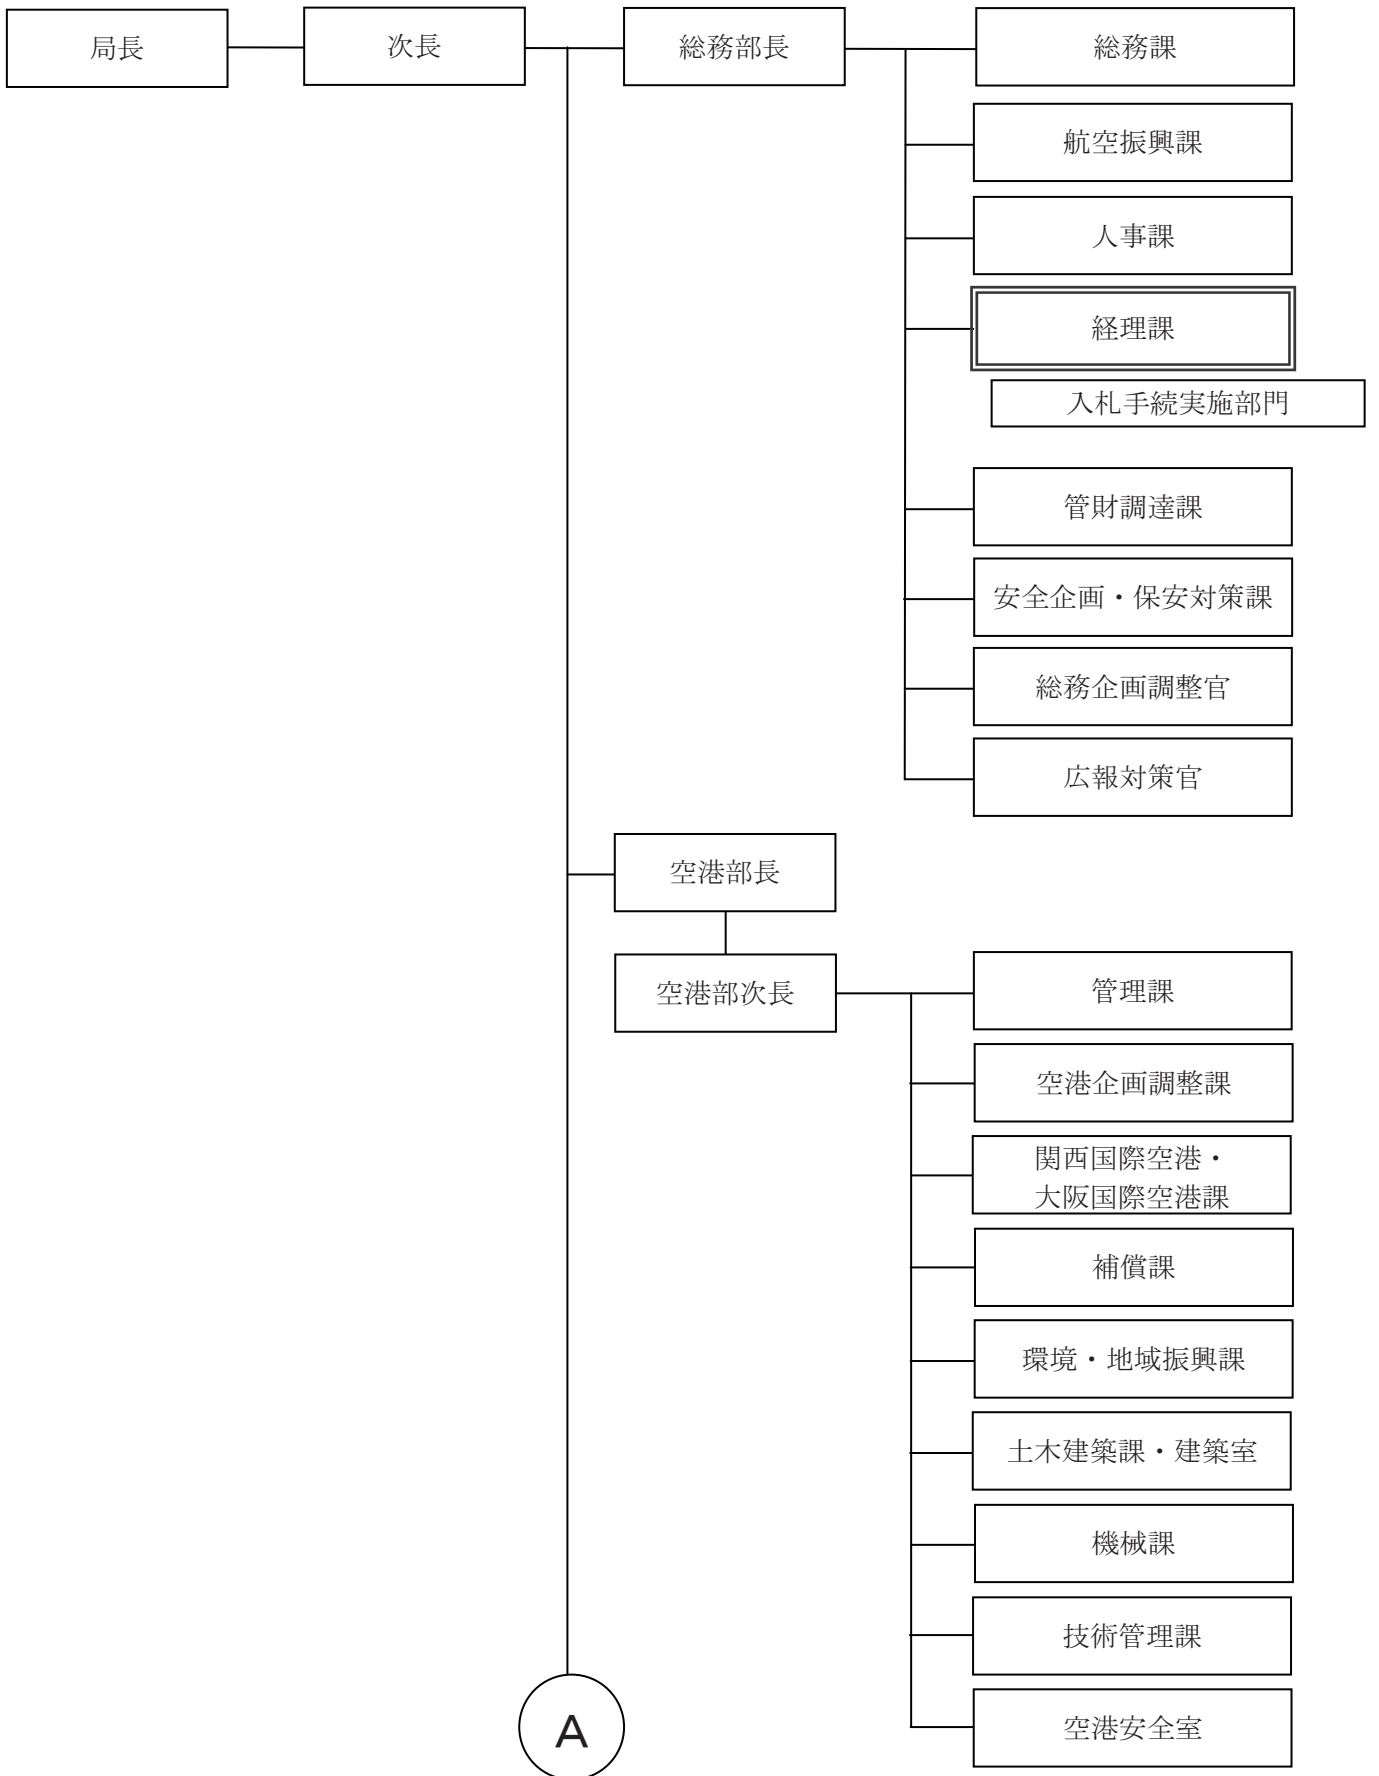 局長
次長
総務部長
総務課
航空振興課
人事課
経理課
入札手続実施部門
管財調達課
安全企画・保安対策課
総務企画調整官
広報対策官
空港部長
空港部次長
管理課
空港企画調整課
関西国際空港・
大阪国際空港課
補償課
環境・地域振興課
土木建築課・建築室
機械課
技術管理課
空港安全室
A